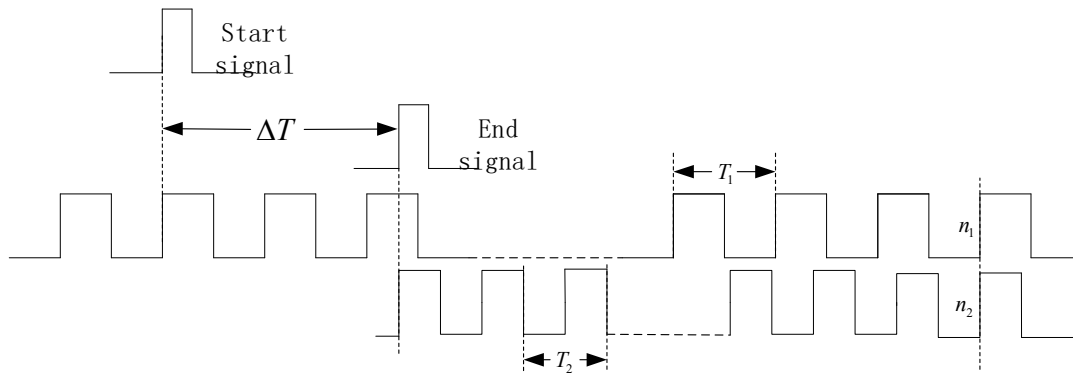 Start
signal
ΔT
End
signal
T₁
n₁
n₂
T₂